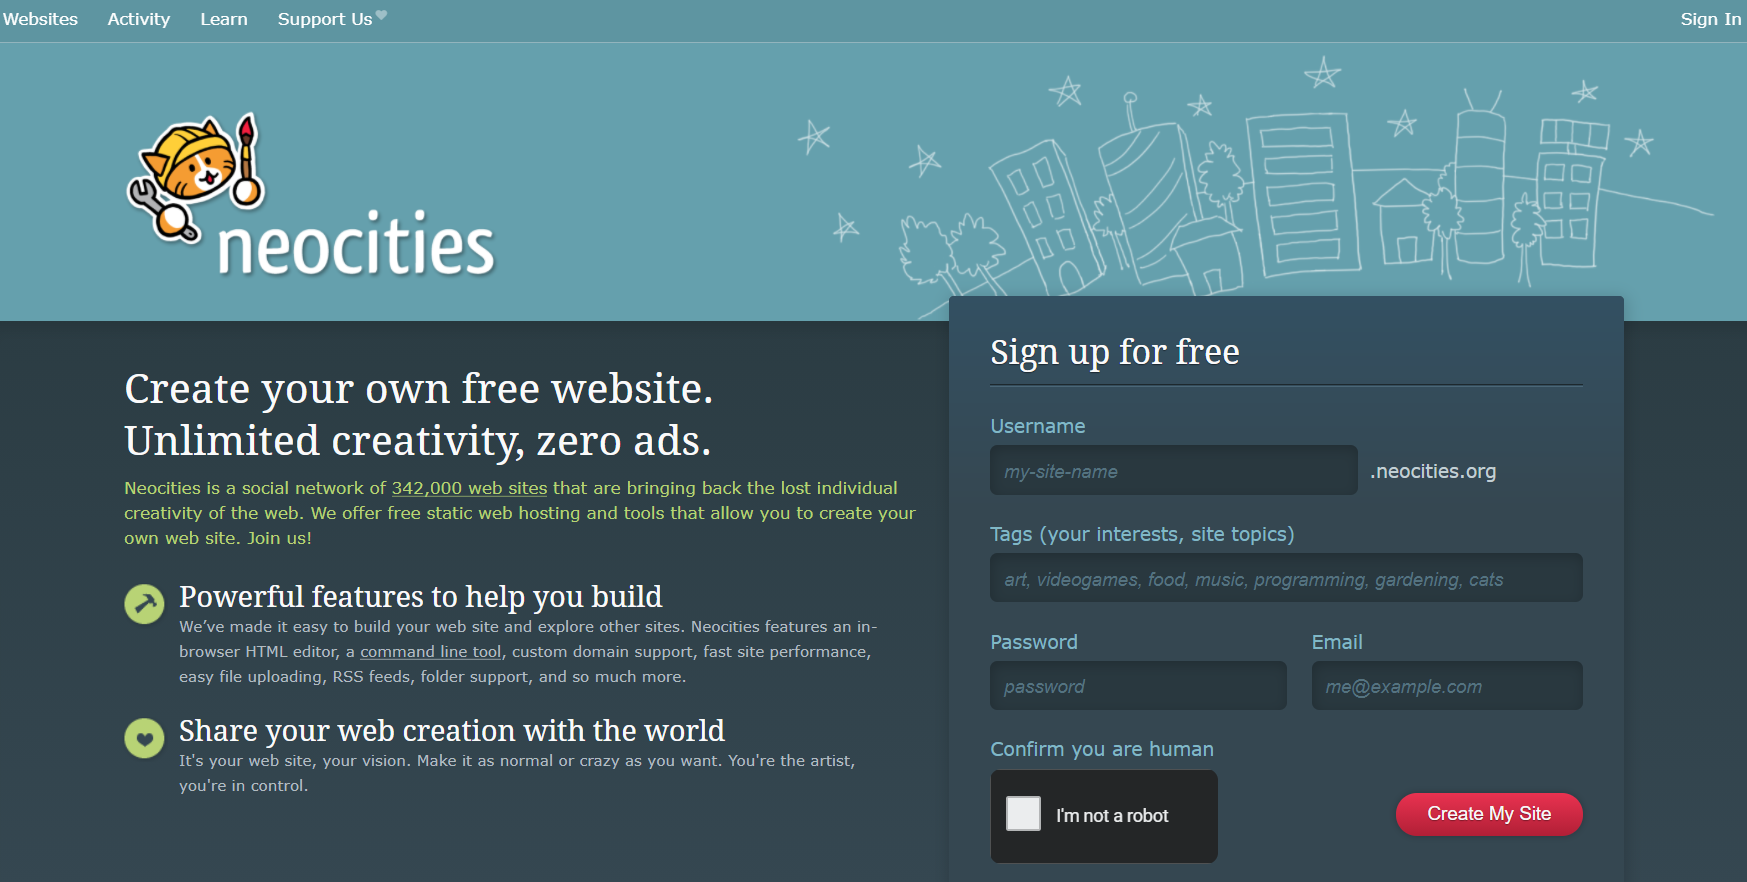 Websites Activity Learn Support Us Sign In
neocities
Create your own free website.
Unlimited creativity, zero ads.
Neocities is a social network of 342,000 web sites that are bringing back the lost individual
creativity of the web. We offer free static web hosting and tools that allow you to create your
own web site. Join us!
Powerful features to help you build
We’ve made it easy to build your web site and explore other sites. Neocities features an in-
browser HTML editor, a command line tool, custom domain support, fast site performance,
easy file uploading, RSS feeds, folder support, and so much more.
Share your web creation with the world
It's your web site, your vision. Make it as normal or crazy as you want. You're the artist,
you're in control.
Sign up for free
Username
my-site-name .neocities.org
Tags (your interests, site topics)
art, videogames, food, music, programming, gardening, cats
Password Email
password me@example.com
Confirm you are human
I'm not a robot
Create My Site